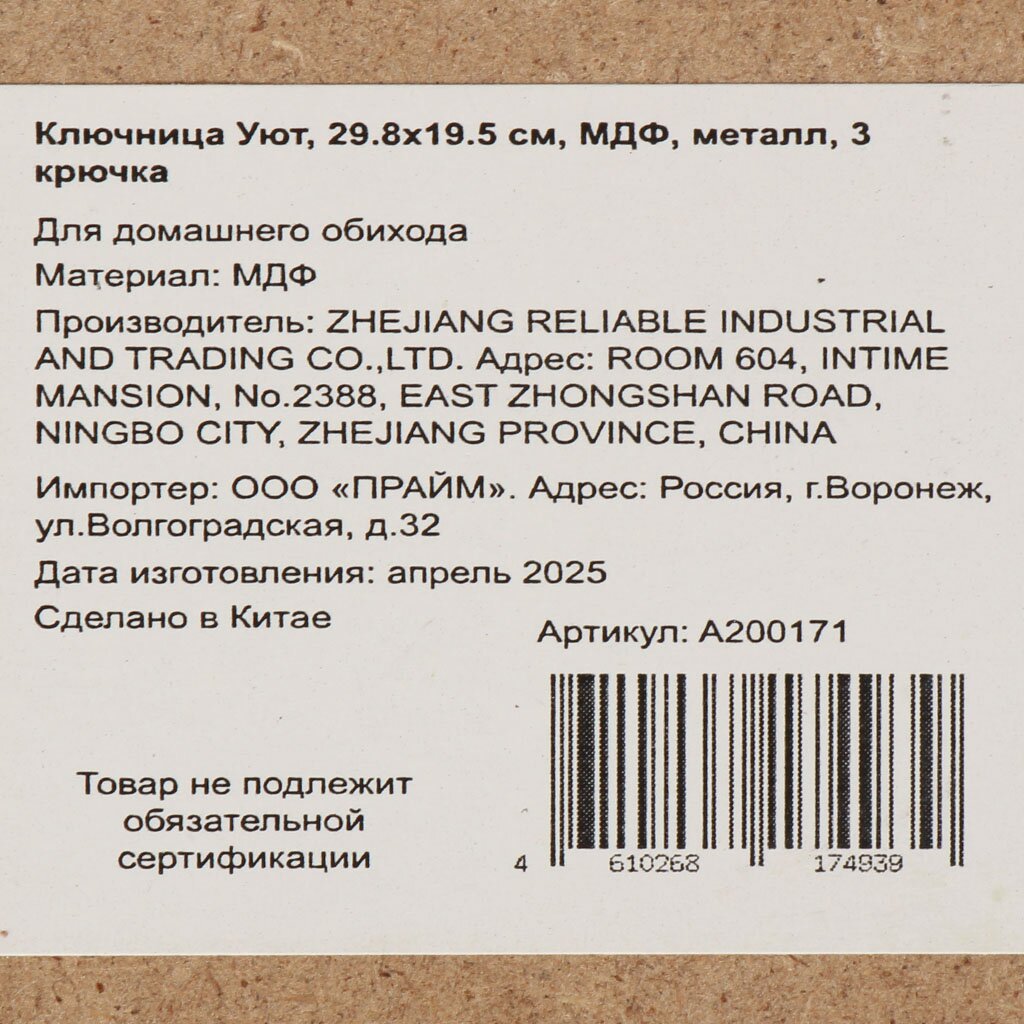 Ключница Уют, 29.8х19.5 см, МДФ, металл, 3
крючка
Для домашнего обихода
Материал: МДФ
Производитель: ZHEJIANG RELIABLE INDUSTRIAL
AND TRADING CO.,LTD. Адрес: ROOM 604, INTIME
MANSION, No.2388, EAST ZHONGSHAN ROAD,
NINGBO CITY, ZHEJIANG PROVINCE, CHINA
Импортер: ООО «ПРАЙМ». Адрес: Россия, г.Воронеж,
ул.Волгоградская, д.32
Дата изготовления: апрель 2025
Сделано в Китае
Артикул: А200171
Товар не подлежит
обязательной
сертификации
4 610268 174939